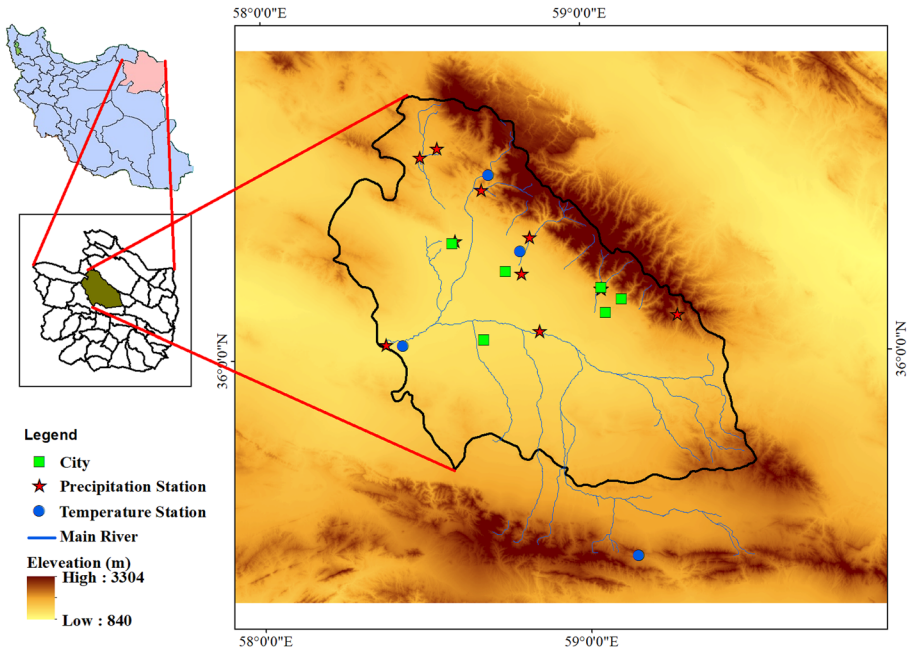 58°0'0"E 59°0'0"E
36°0'0"N 36°0'0"N
Legend
City
Precipitation Station
Temperature Station
Main River
Eleveation (m)
High : 3304
Low : 840
58°0'0"E 59°0'0"E